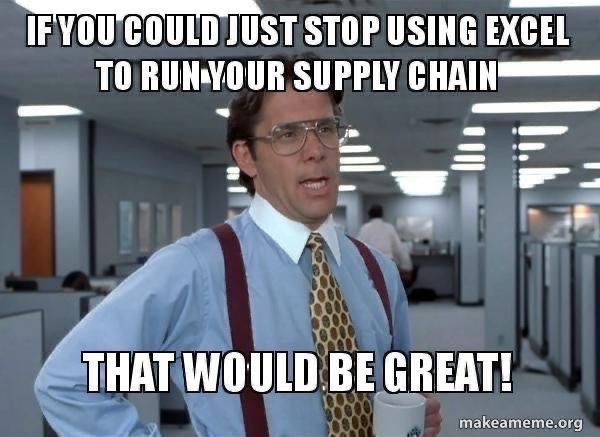 IF YOU COULD JUST STOP USING EXCEL
TO RUN YOUR SUPPLY CHAIN
THAT WOULD BE GREAT!
makeameme.org